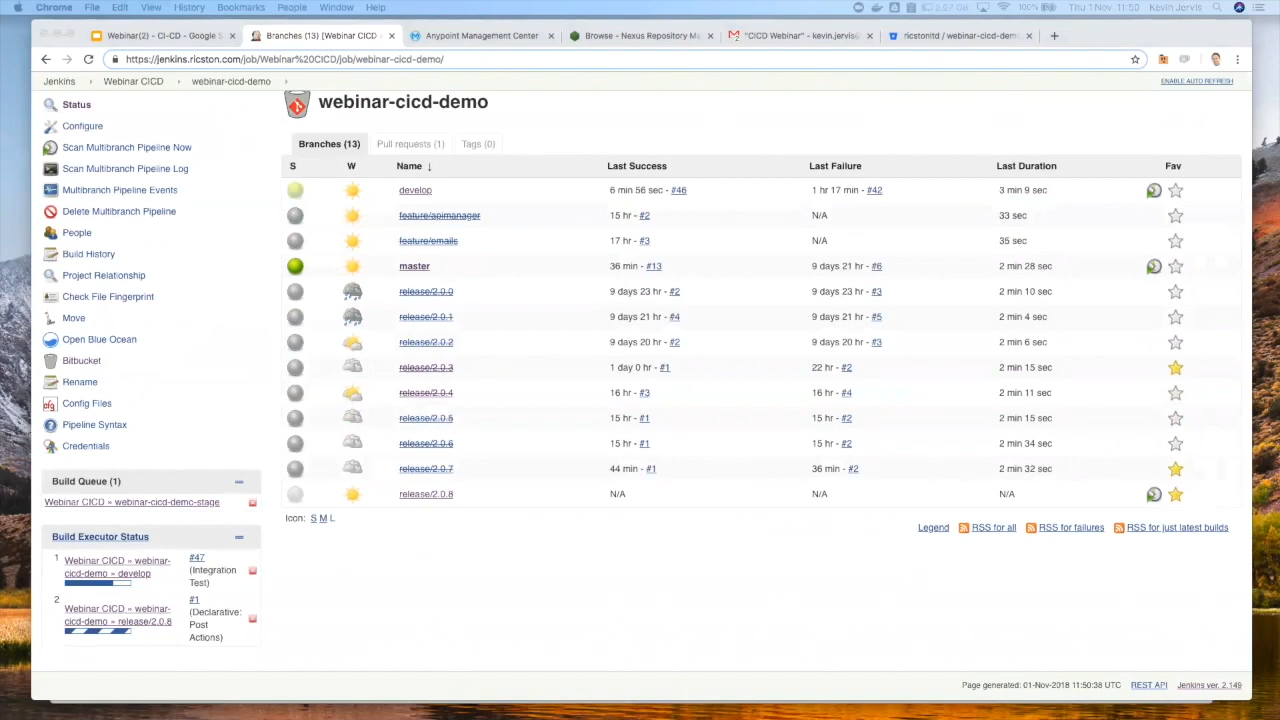 Chrome File Edit View History Bookmarks People Window Help 100% Thu 1 Nov 11:50 Kevin Jervis
Webinar(2) - CI-CD - Google S × Branches (13) [Webinar CICD × Anypoint Management Center × Browse - Nexus Repository M × "CICD Webinar" - kevin.jervis@ × ricstonitd / webinar-cicd-demo ×
https://jenkins.ricston.com/job/Webinar%20CICD/job/webinar-cicd-demo/
Jenkins Webinar CICD webinar-cicd-demo ENABLE AUTO REFRESH
Status
Configure
Scan Multibranch Pipeline Now
Scan Multibranch Pipeline Log
Multibranch Pipeline Events
Delete Multibranch Pipeline
People
Build History
Project Relationship
Check File Fingerprint
Move
Open Blue Ocean
Bitbucket
Rename
Config Files
Pipeline Syntax
Credentials
Build Queue (1)
Webinar CICD » webinar-cicd-demo-stage
Build Executor Status
1 Webinar CICD » webinar-cicd-demo » develop #47 (Integration Test)
2 Webinar CICD » webinar-cicd-demo » release/2.0.8 #1 (Declarative: Post Actions)
webinar-cicd-demo
Branches (13) Pull requests (1) Tags (0)
S W Name ↓ Last Success Last Failure Last Duration Fav
develop 6 min 56 sec - #46 1 hr 17 min - #42 3 min 9 sec
feature/apimanager 15 hr - #2 N/A 33 sec
feature/emails 17 hr - #3 N/A 35 sec
master 36 min - #13 9 days 21 hr - #6 2 min 28 sec
release/2.0.0 9 days 23 hr - #2 9 days 23 hr - #3 2 min 10 sec
release/2.0.1 9 days 21 hr - #4 9 days 21 hr - #5 2 min 4 sec
release/2.0.2 9 days 20 hr - #2 9 days 20 hr - #3 2 min 6 sec
release/2.0.3 1 day 0 hr - #1 22 hr - #2 2 min 15 sec
release/2.0.4 16 hr - #3 16 hr - #4 2 min 11 sec
release/2.0.5 15 hr - #1 15 hr - #2 2 min 15 sec
release/2.0.6 15 hr - #1 15 hr - #2 2 min 34 sec
release/2.0.7 44 min - #1 36 min - #2 2 min 32 sec
release/2.0.8 N/A N/A N/A
Icon: S M L
Legend RSS for all RSS for failures RSS for just latest builds
Page generated: 01-Nov-2018 11:50:38 UTC REST API Jenkins ver. 2.149